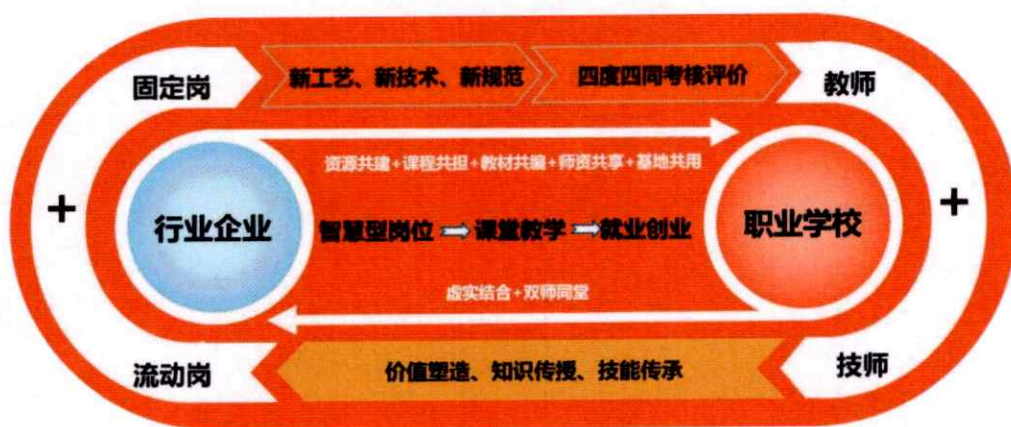 固定岗
新工艺、新技术、新规范
四度四同考核评价
教师
资源共建+课程共担+教材共编+师资共享+基地共用
+
行业企业
智慧型岗位
课堂教学
就业创业
职业学校
+
虚实结合+双师同堂
流动岗
价值塑造、知识传授、技能传承
技师